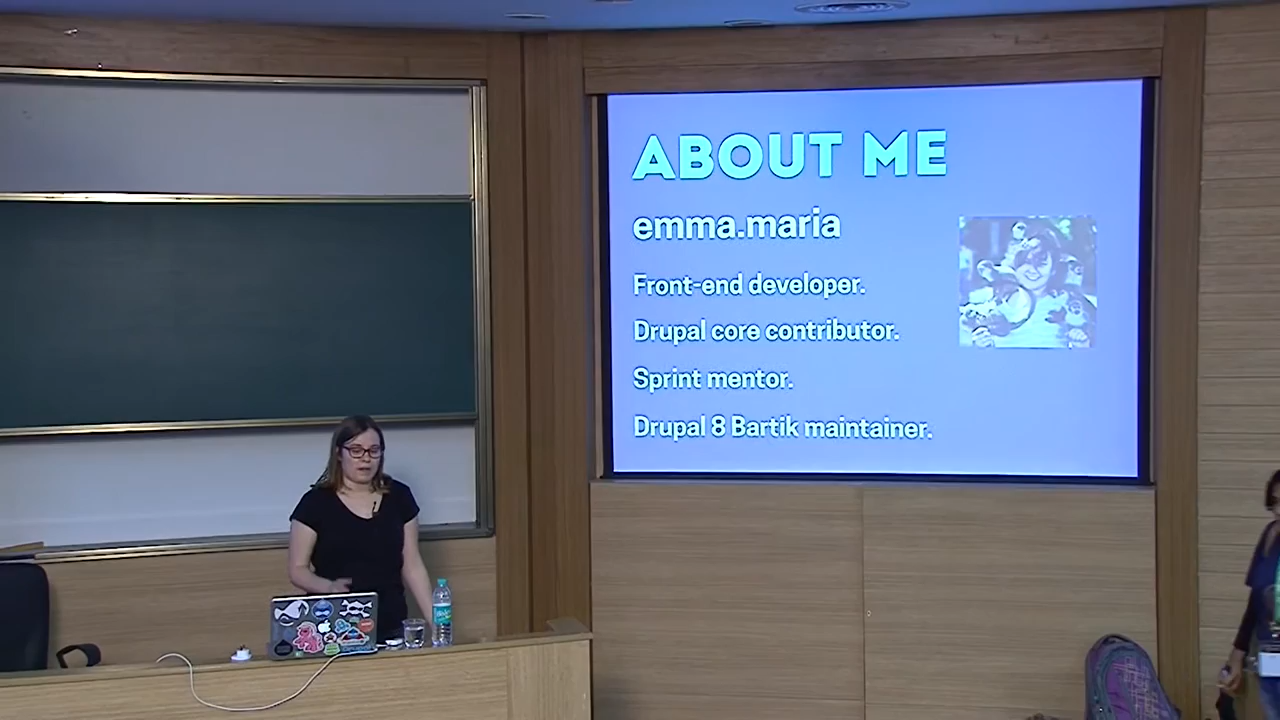 ABOUT ME
emma.maria
Front-end developer.
Drupal core contributor.
Sprint mentor.
Drupal 8 Bartik maintainer.